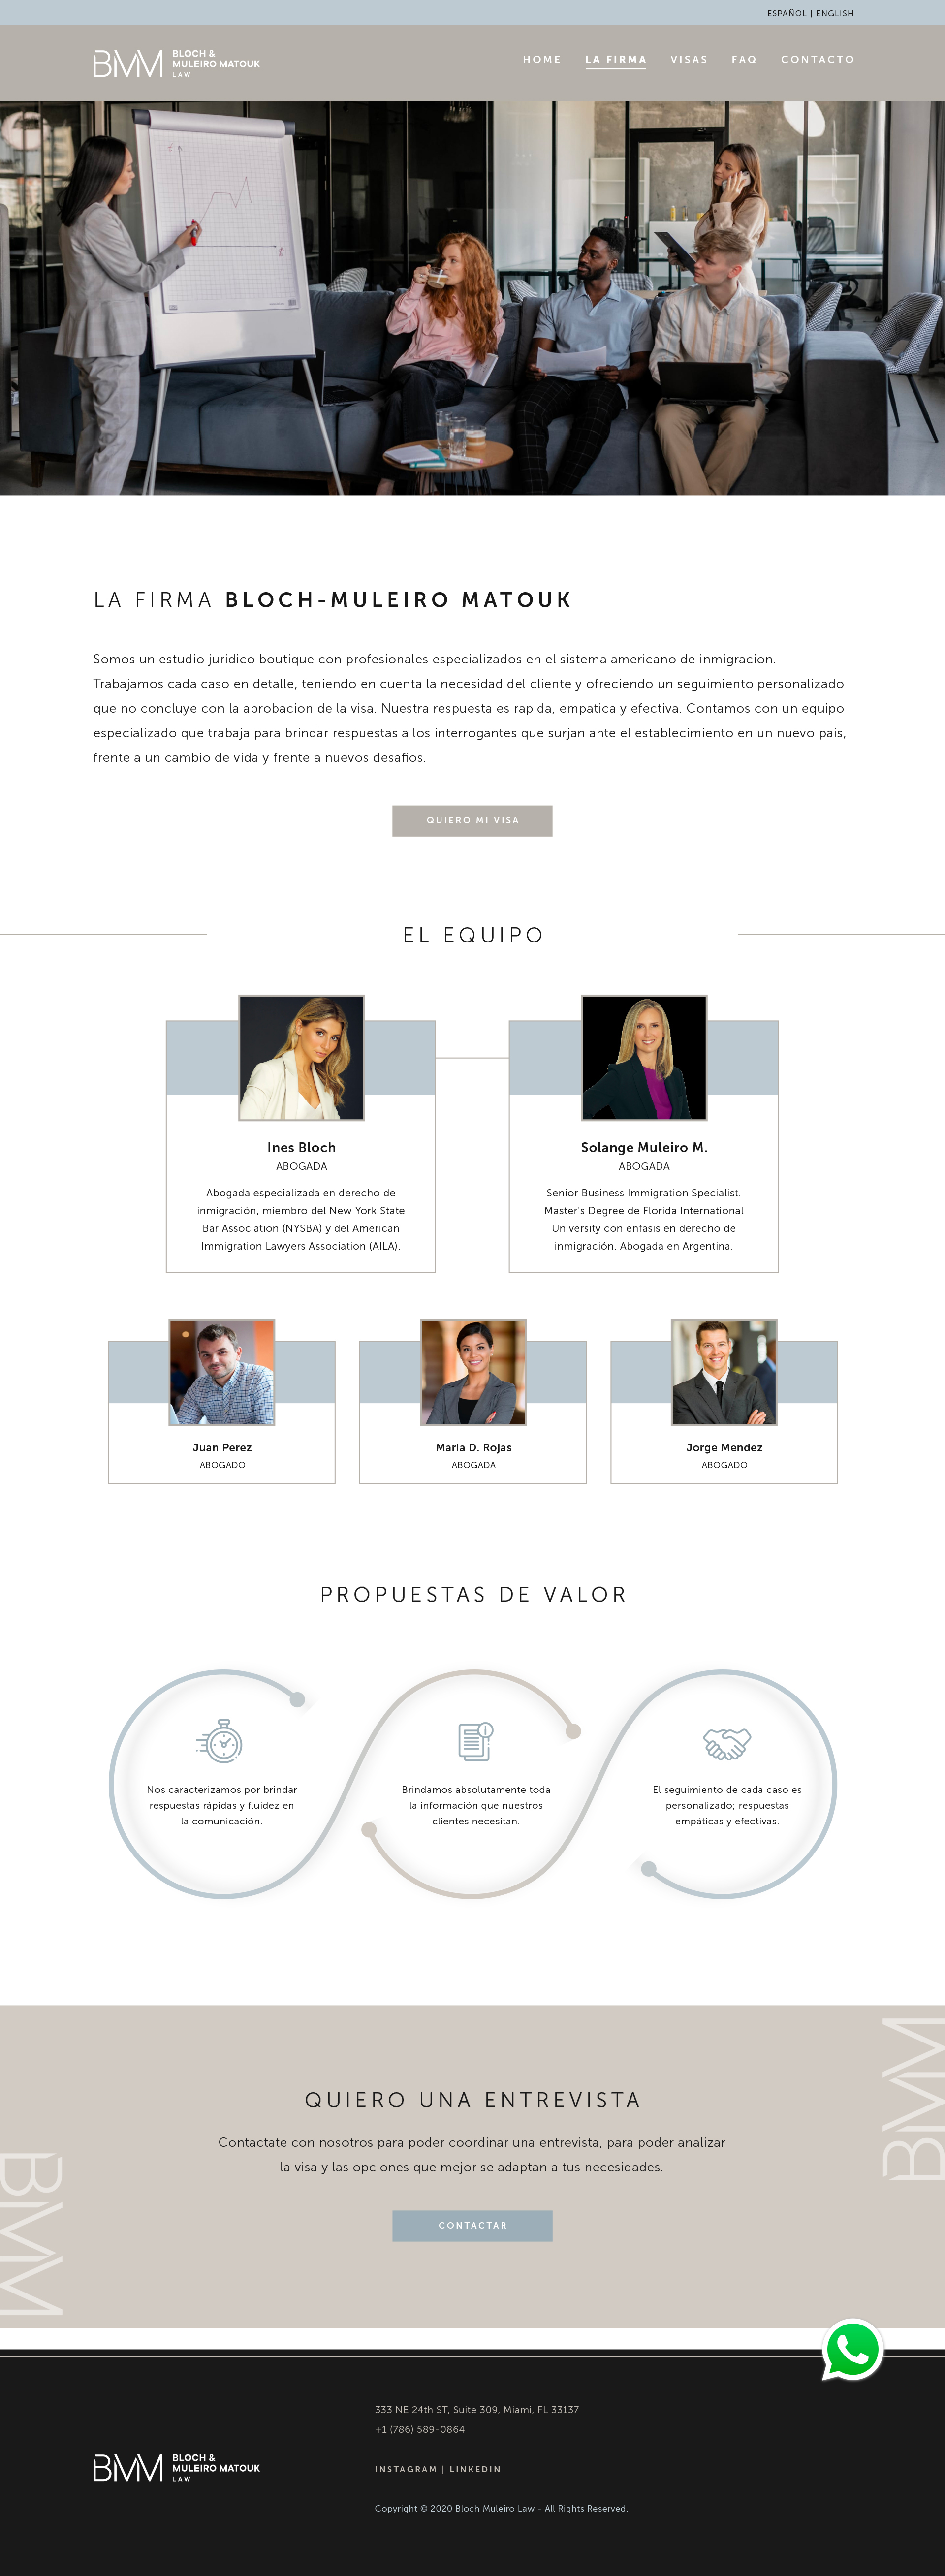 ESPAÑOL | ENGLISH
BMM
BLOCH &
MULEIRO MATOUK
LAW
HOME LA FIRMA VISAS FAQ CONTACTO
LA FIRMA BLOCH-MULEIRO MATOUK
Somos un estudio juridico boutique con profesionales especializados en el sistema americano de inmigracion.
Trabajamos cada caso en detalle, teniendo en cuenta la necesidad del cliente y ofreciendo un seguimiento personalizado
que no concluye con la aprobacion de la visa. Nuestra respuesta es rapida, empatica y efectiva. Contamos con un equipo
especializado que trabaja para brindar respuestas a los interrogantes que surjan ante el establecimiento en un nuevo país,
frente a un cambio de vida y frente a nuevos desafios.
QUIERO MI VISA
EL EQUIPO
Ines Bloch
ABOGADA
Abogada especializada en derecho de
inmigración, miembro del New York State
Bar Association (NYSBA) y del American
Immigration Lawyers Association (AILA).
Solange Muleiro M.
ABOGADA
Senior Business Immigration Specialist.
Master's Degree de Florida International
University con enfasis en derecho de
inmigración. Abogada en Argentina.
Juan Perez
ABOGADO
Maria D. Rojas
ABOGADA
Jorge Mendez
ABOGADO
PROPUESTAS DE VALOR
Nos caracterizamos por brindar
respuestas rápidas y fluidez en
la comunicación.
Brindamos absolutamente toda
la información que nuestros
clientes necesitan.
El seguimiento de cada caso es
personalizado; respuestas
empáticas y efectivas.
BMM
QUIERO UNA ENTREVISTA
Contactate con nosotros para poder coordinar una entrevista, para poder analizar
la visa y las opciones que mejor se adaptan a tus necesidades.
BMM
CONTACTAR
333 NE 24th ST, Suite 309, Miami, FL 33137
+1 (786) 589-0864
BMM
BLOCH &
MULEIRO MATOUK
LAW
INSTAGRAM | LINKEDIN
Copyright © 2020 Bloch Muleiro Law - All Rights Reserved.